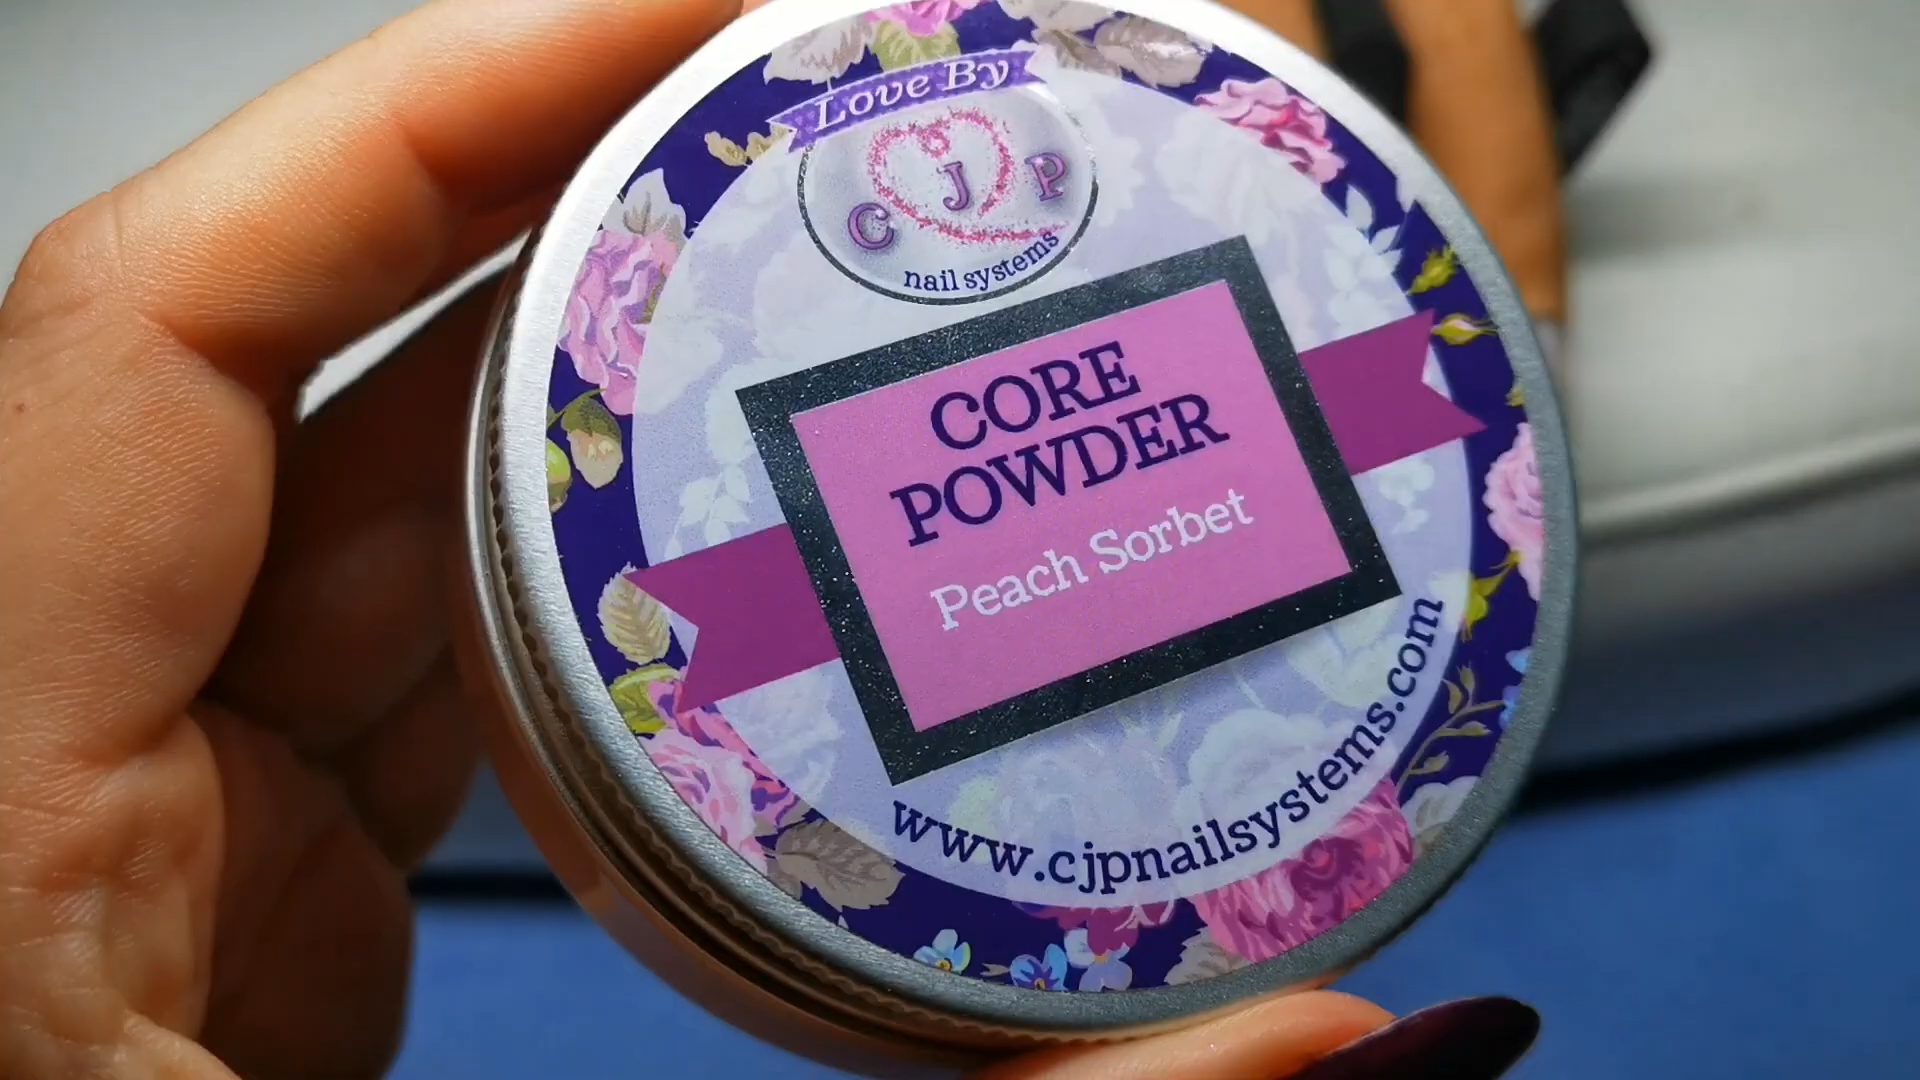 Love By
C J P
nail systems
CORE
POWDER
Peach Sorbet
www.cjpnailsystems.com